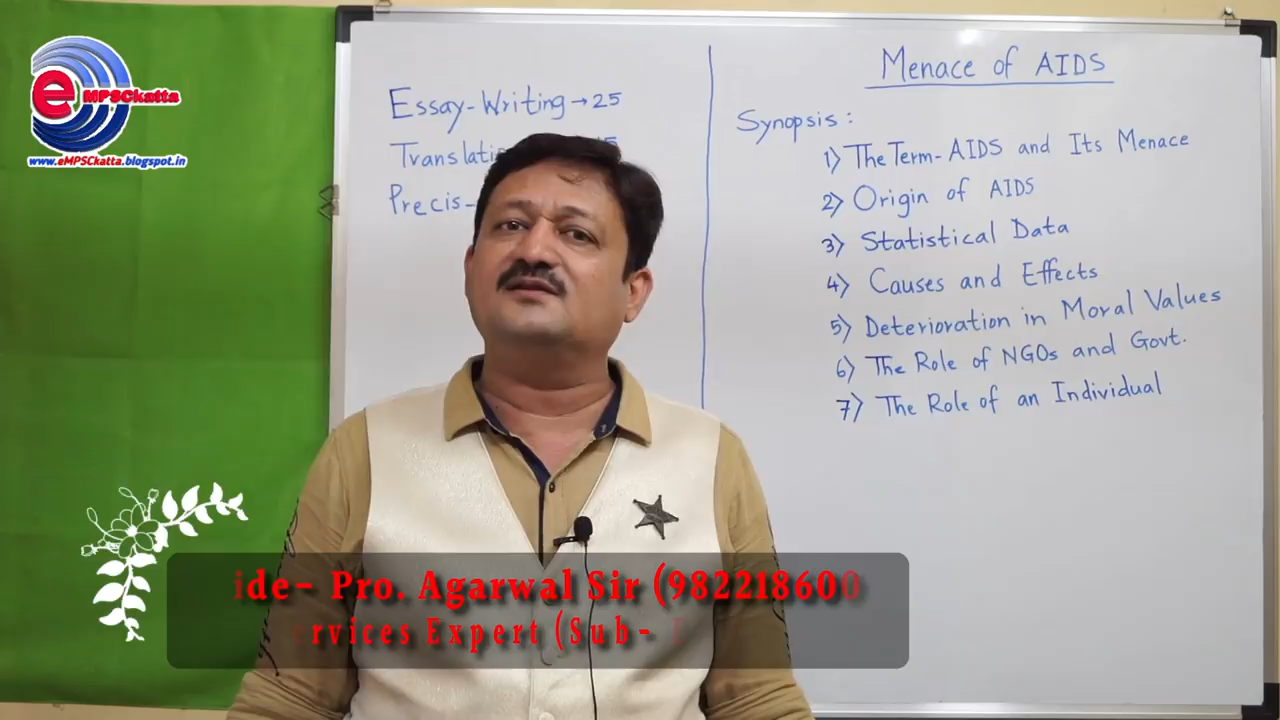 eMPSCkatta
www.eMPSCkatta.blogspot.in
Essay-Writing → 25
Precis-
Menace of AIDS
Synopsis:
1) The Term-AIDS and Its Menace
2) Origin of AIDS
3) Statistical Data
4) Causes and Effects
5) Deterioration in Moral Values
6) The Role of NGOs and Govt.
7) The Role of an Individual
ide- Pro. Agarwal Sir (982218600
rvices Expert (Sub-